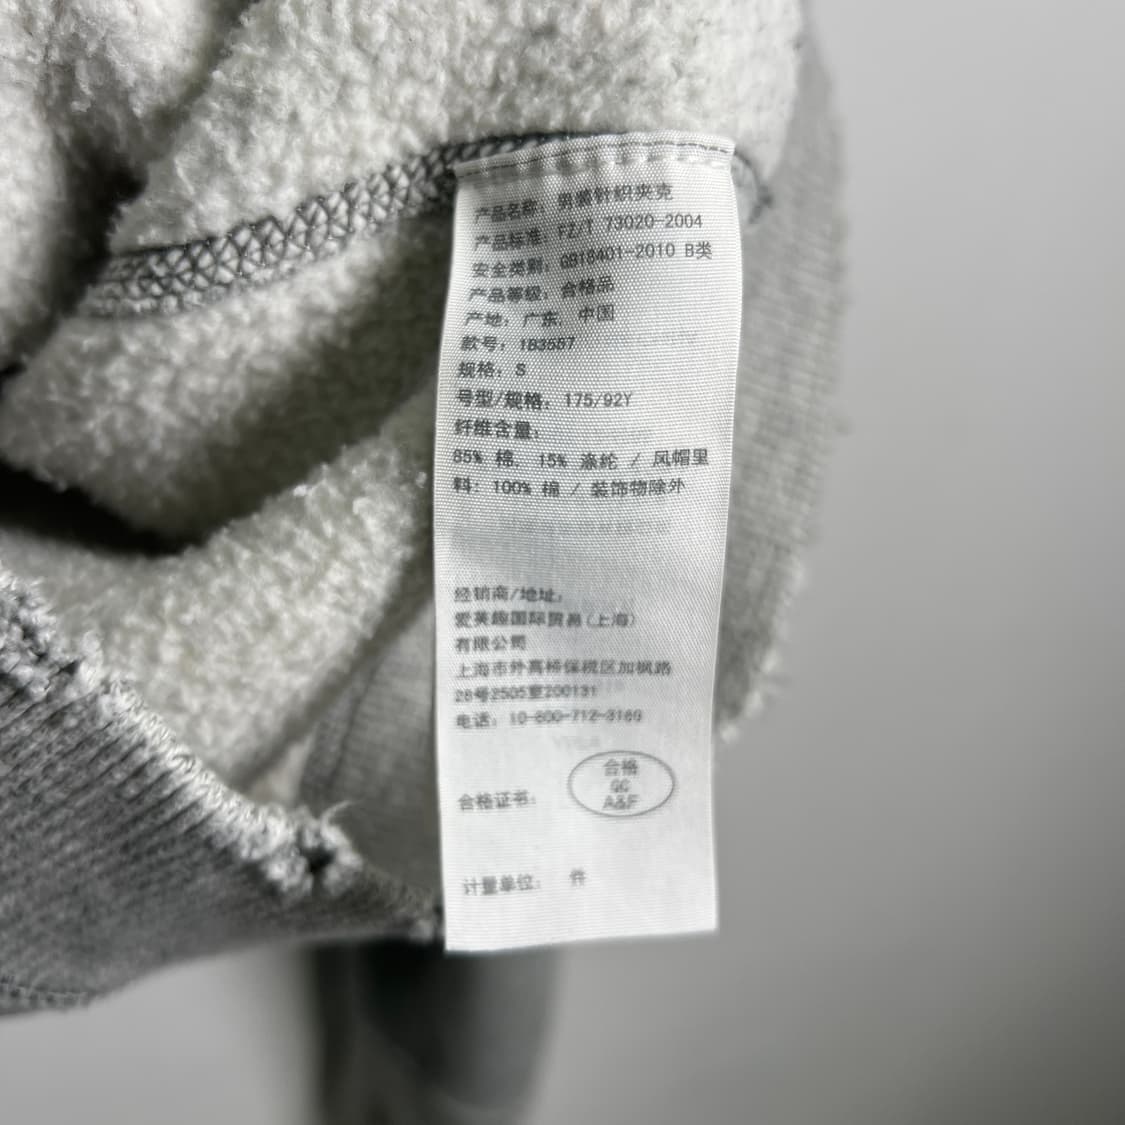 产品名称: 男婚针织夹克
产品标准: FZ/T 73020-2004
安全类别: GB18401-2010 B类
产品等级: 合格品
产地: 广东, 中国
款号: 183557
规格: S
号型/规格: 175/92Y
纤维含量:
85% 棉, 15% 涤纶 / 风帽里
料: 100% 棉 / 装饰物除外
经销商/地址:
爱芙趣国际贸易(上海)
有限公司
上海市外高桥保税区加枫路
26号2505室200131
电话: 10-800-712-3189
合格证书:
合格
QC
A&F
计量单位: 件